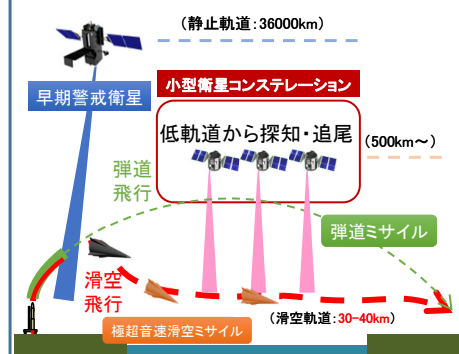 (静止軌道:36000km)
早期警戒衛星
小型衛星コンステレーション
低軌道から探知・追尾
(500km~)
弾道
飛行
弾道ミサイル
滑空
飛行
極超音速滑空ミサイル
(滑空軌道:30-40km)